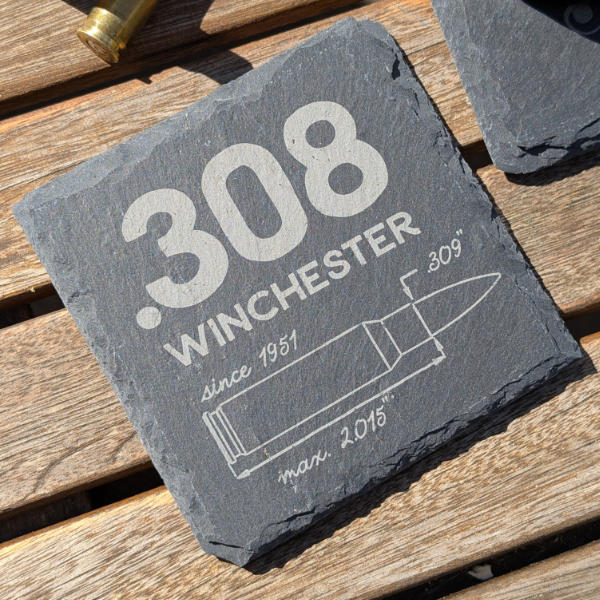 .308
WINCHESTER
since 1951
.309"
max. 2.015"